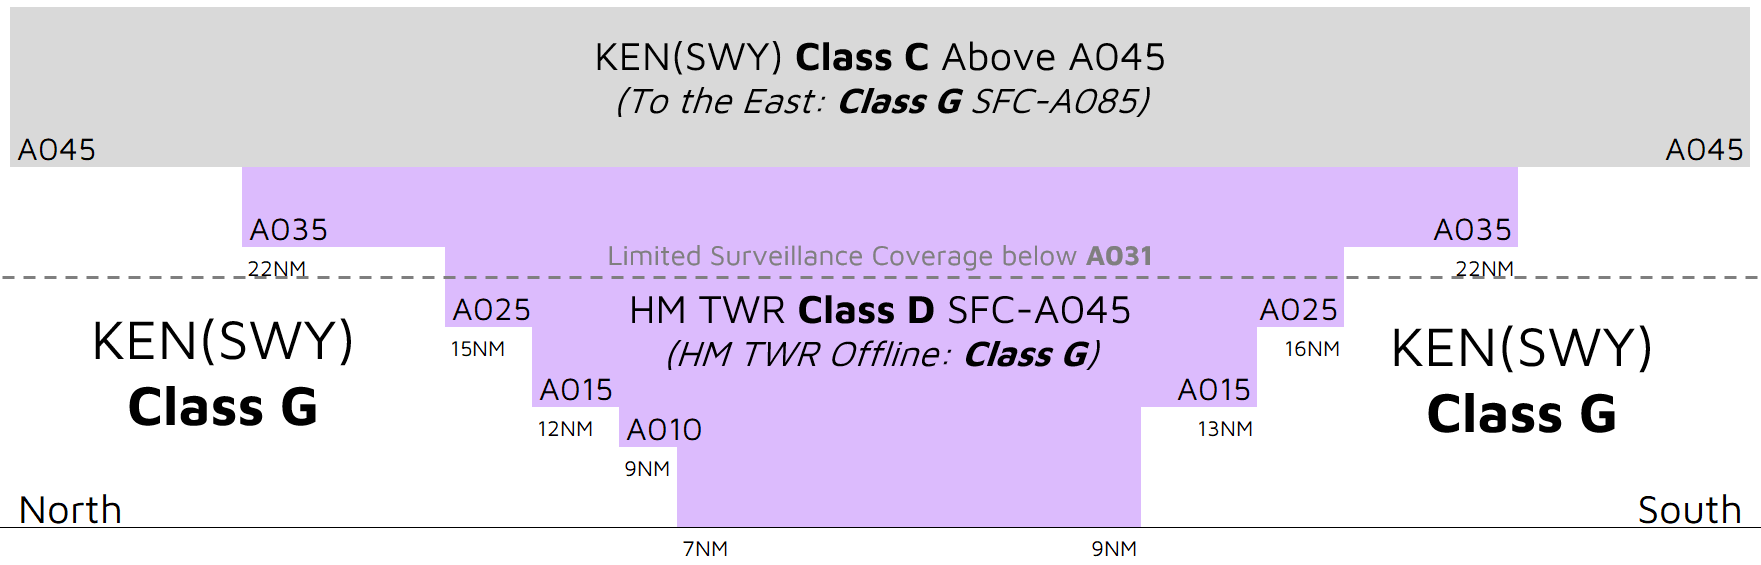 KEN(SWY) Class C Above A045
(To the East: Class G SFC-A085)
A045
A045
A035
A035
Limited Surveillance Coverage below A031
22NM
22NM
A025
HM TWR Class D SFC-A045
A025
KEN(SWY)
Class G
15NM
(HM TWR Offline: Class G)
16NM
KEN(SWY)
Class G
A015
A015
12NM
13NM
A010
9NM
North
South
7NM
9NM